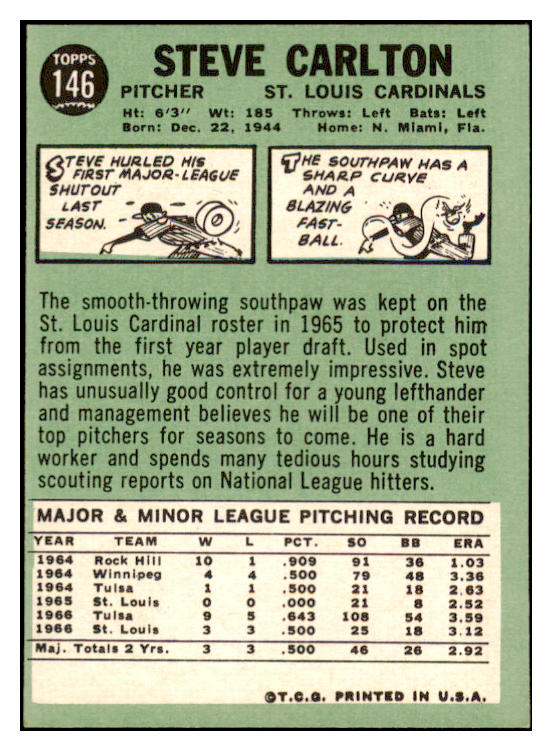 TOPPS
146
STEVE CARLTON
PITCHER ST. LOUIS CARDINALS
Ht: 6'3" Wt: 185 Throws: Left Bats: Left
Born: Dec. 22, 1944 Home: N. Miami, Fla.
STEVE HURLED HIS
FIRST MAJOR-LEAGUE
SHUTOUT
LAST
SEASON.
THE SOUTHPAW HAS A
SHARP CURVE
AND A
BLAZING
FAST-
BALL.
The smooth-throwing southpaw was kept on the
St. Louis Cardinal roster in 1965 to protect him
from the first year player draft. Used in spot
assignments, he was extremely impressive. Steve
has unusually good control for a young lefthander
and management believes he will be one of their
top pitchers for seasons to come. He is a hard
worker and spends many tedious hours studying
scouting reports on National League hitters.
MAJOR & MINOR LEAGUE PITCHING RECORD
YEAR TEAM W L PCT. SO BB ERA
1964 Rock Hill 10 1 .909 91 36 1.03
1964 Winnipeg 4 4 .500 79 48 3.36
1964 Tulsa 1 1 .500 21 18 2.63
1965 St. Louis 0 0 .000 21 8 2.52
1966 Tulsa 9 5 .643 108 54 3.59
1966 St. Louis 3 3 .500 25 18 3.12
Maj. Totals 2 Yrs. 3 3 .500 46 26 2.92
©T.C.G. PRINTED IN U.S.A.